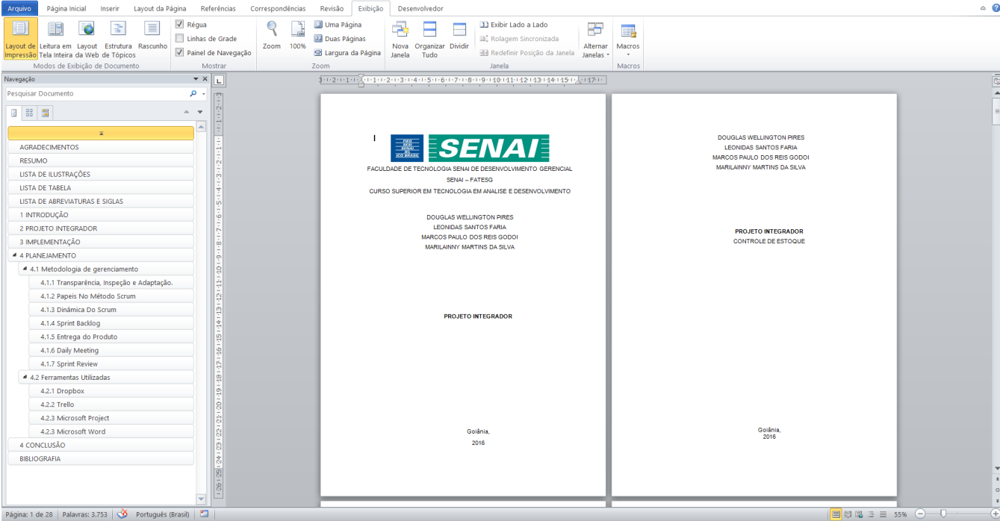 Arquivo Página Inicial Inserir Layout da Página Referências Correspondências Revisão Exibição Desenvolvedor
Layout de Impressão
Leitura em Tela Inteira
Layout da Web
Estrutura de Tópicos
Rascunho
Modos de Exibição de Documento
Régua
Linhas de Grade
Painel de Navegação
Mostrar
Zoom
100%
Uma Página
Duas Páginas
Largura da Página
Zoom
Nova Janela
Organizar Tudo
Dividir
Exibir Lado a Lado
Rolagem Sincronizada
Redefinir Posição da Janela
Alternar Janelas
Janela
Macros
Macros
Navegação
Pesquisar Documento
AGRADECIMENTOS
RESUMO
LISTA DE ILUSTRAÇÕES
LISTA DE TABELA
LISTA DE ABREVIATURAS E SIGLAS
1 INTRODUÇÃO
2 PROJETO INTEGRADOR
3 IMPLEMENTAÇÃO
4 PLANEJAMENTO
4.1 Metodologia de gerenciamento
4.1.1 Transparência, Inspeção e Adaptação.
4.1.2 Papeis No Método Scrum
4.1.3 Dinâmica Do Scrum
4.1.4 Sprint Backlog
4.1.5 Entrega do Produto
4.1.6 Daily Meeting
4.1.7 Sprint Review
4.2 Ferramentas Utilizadas
4.2.1 Dropbox
4.2.2 Trello
4.2.3 Microsoft Project
4.2.3 Microsoft Word
4 CONCLUSÃO
BIBLIOGRAFIA
SENAI
FACULDADE DE TECNOLOGIA SENAI DE DESENVOLVIMENTO GERENCIAL
SENAI – FATESG
CURSO SUPERIOR EM TECNOLOGIA EM ANALISE E DESENVOLVIMENTO
DOUGLAS WELLINGTON PIRES
LEONIDAS SANTOS FARIA
MARCOS PAULO DOS REIS GODOI
MARILAINNY MARTINS DA SILVA
PROJETO INTEGRADOR
Goiânia,
2016
DOUGLAS WELLINGTON PIRES
LEONIDAS SANTOS FARIA
MARCOS PAULO DOS REIS GODOI
MARILAINNY MARTINS DA SILVA
PROJETO INTEGRADOR
CONTROLE DE ESTOQUE
Goiânia,
2016
Página: 1 de 28 Palavras: 3.753 Português (Brasil) 55%